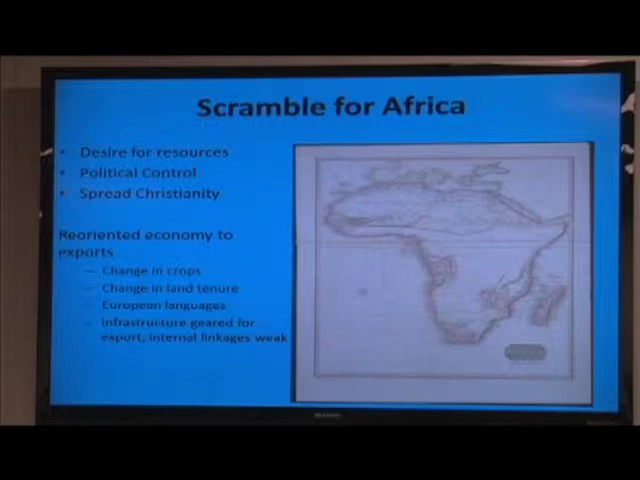 Scramble for Africa
• Desire for resources
• Political Control
• Spread Christianity
Reoriented economy to
exports
– Change in crops
– Change in land tenure
– European languages
– Infrastructure geared for
export; internal linkages weak